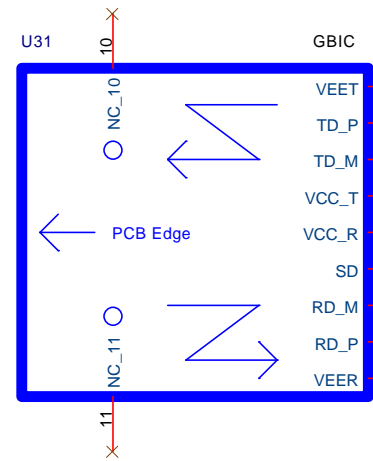 U31
GBIC
10
NC_10
VEET
TD_P
TD_M
VCC_T
PCB Edge
VCC_R
SD
RD_M
RD_P
NC_11
VEER
11